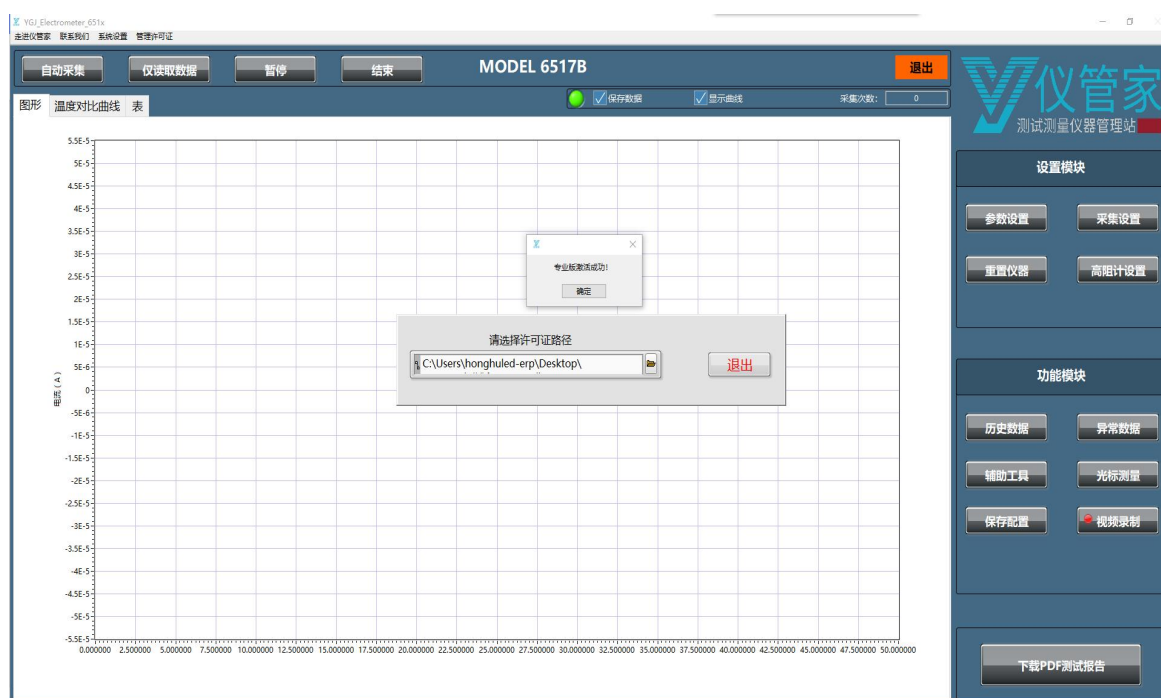 YGJ_Electrometer_651x
走进仪管家 联系我们 系统设置 管理许可证
自动采集 仅读取数据 暂停 结束 MODEL 6517B 退出
保存数据 显示曲线 采集次数: 0
图形 温度对比曲线 表
仪管家
测试测量仪器管理站
设置模块
参数设置 采集设置
重置仪器 高阻计设置
功能模块
历史数据 异常数据
辅助工具 光标测量
保存配置 视频录制
下载PDF测试报告
专业版激活成功!
确定
请选择许可证路径
C:\Users\honghuled-erp\Desktop\
退出
电流(A)
5.5E-5
5E-5
4.5E-5
4E-5
3.5E-5
3E-5
2.5E-5
2E-5
1.5E-5
1E-5
5E-6
0
-5E-6
-1E-5
-1.5E-5
-2E-5
-2.5E-5
-3E-5
-3.5E-5
-4E-5
-4.5E-5
-5E-5
-5.5E-5
0.000000 2.500000 5.000000 7.500000 10.000000 12.500000 15.000000 17.500000 20.000000 22.500000 25.000000 27.500000 30.000000 32.500000 35.000000 37.500000 40.000000 42.500000 45.000000 47.500000 50.000000